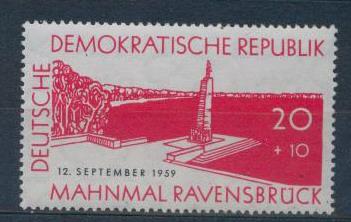 DEUTSCHE
DEMOKRATISCHE REPUBLIK
20
+ 10
12. SEPTEMBER 1959
MAHNMAL RAVENSBRÜCK